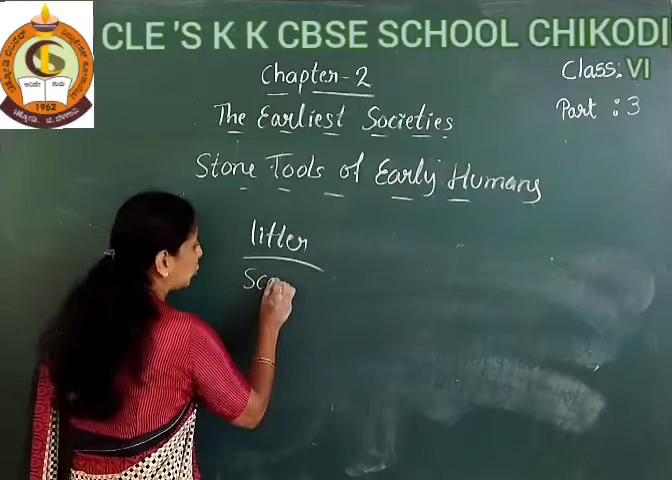 CLE 'S K K CBSE SCHOOL CHIKODI
1962
Chapter-2
Class: VI
The Earliest Societies
Part : 3
Stone Tools of Early Humans
litter